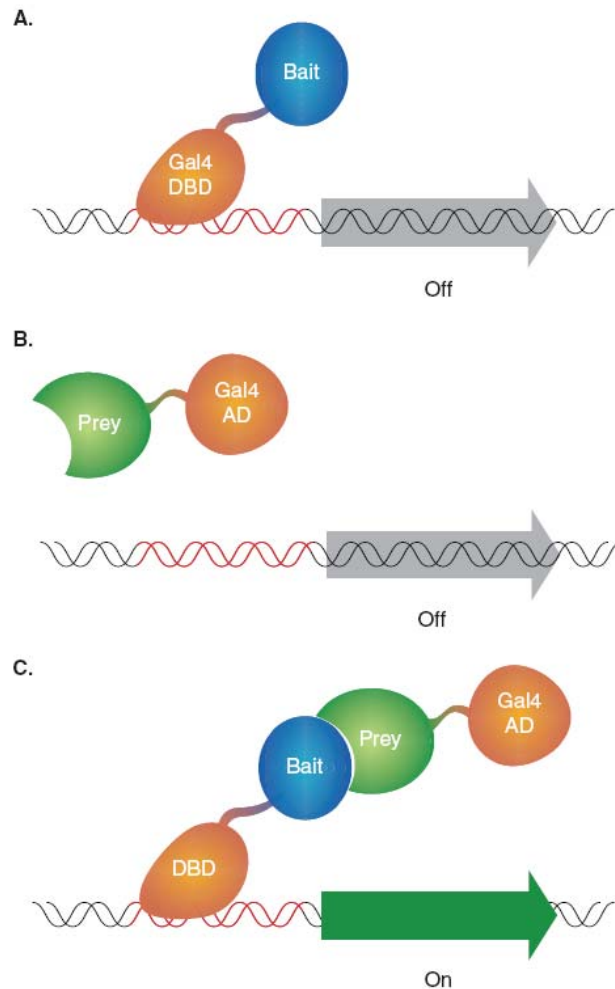 A.
Bait
Gal4
DBD
Off
B.
Prey
Gal4
AD
Off
C.
Gal4
AD
Prey
Bait
DBD
On